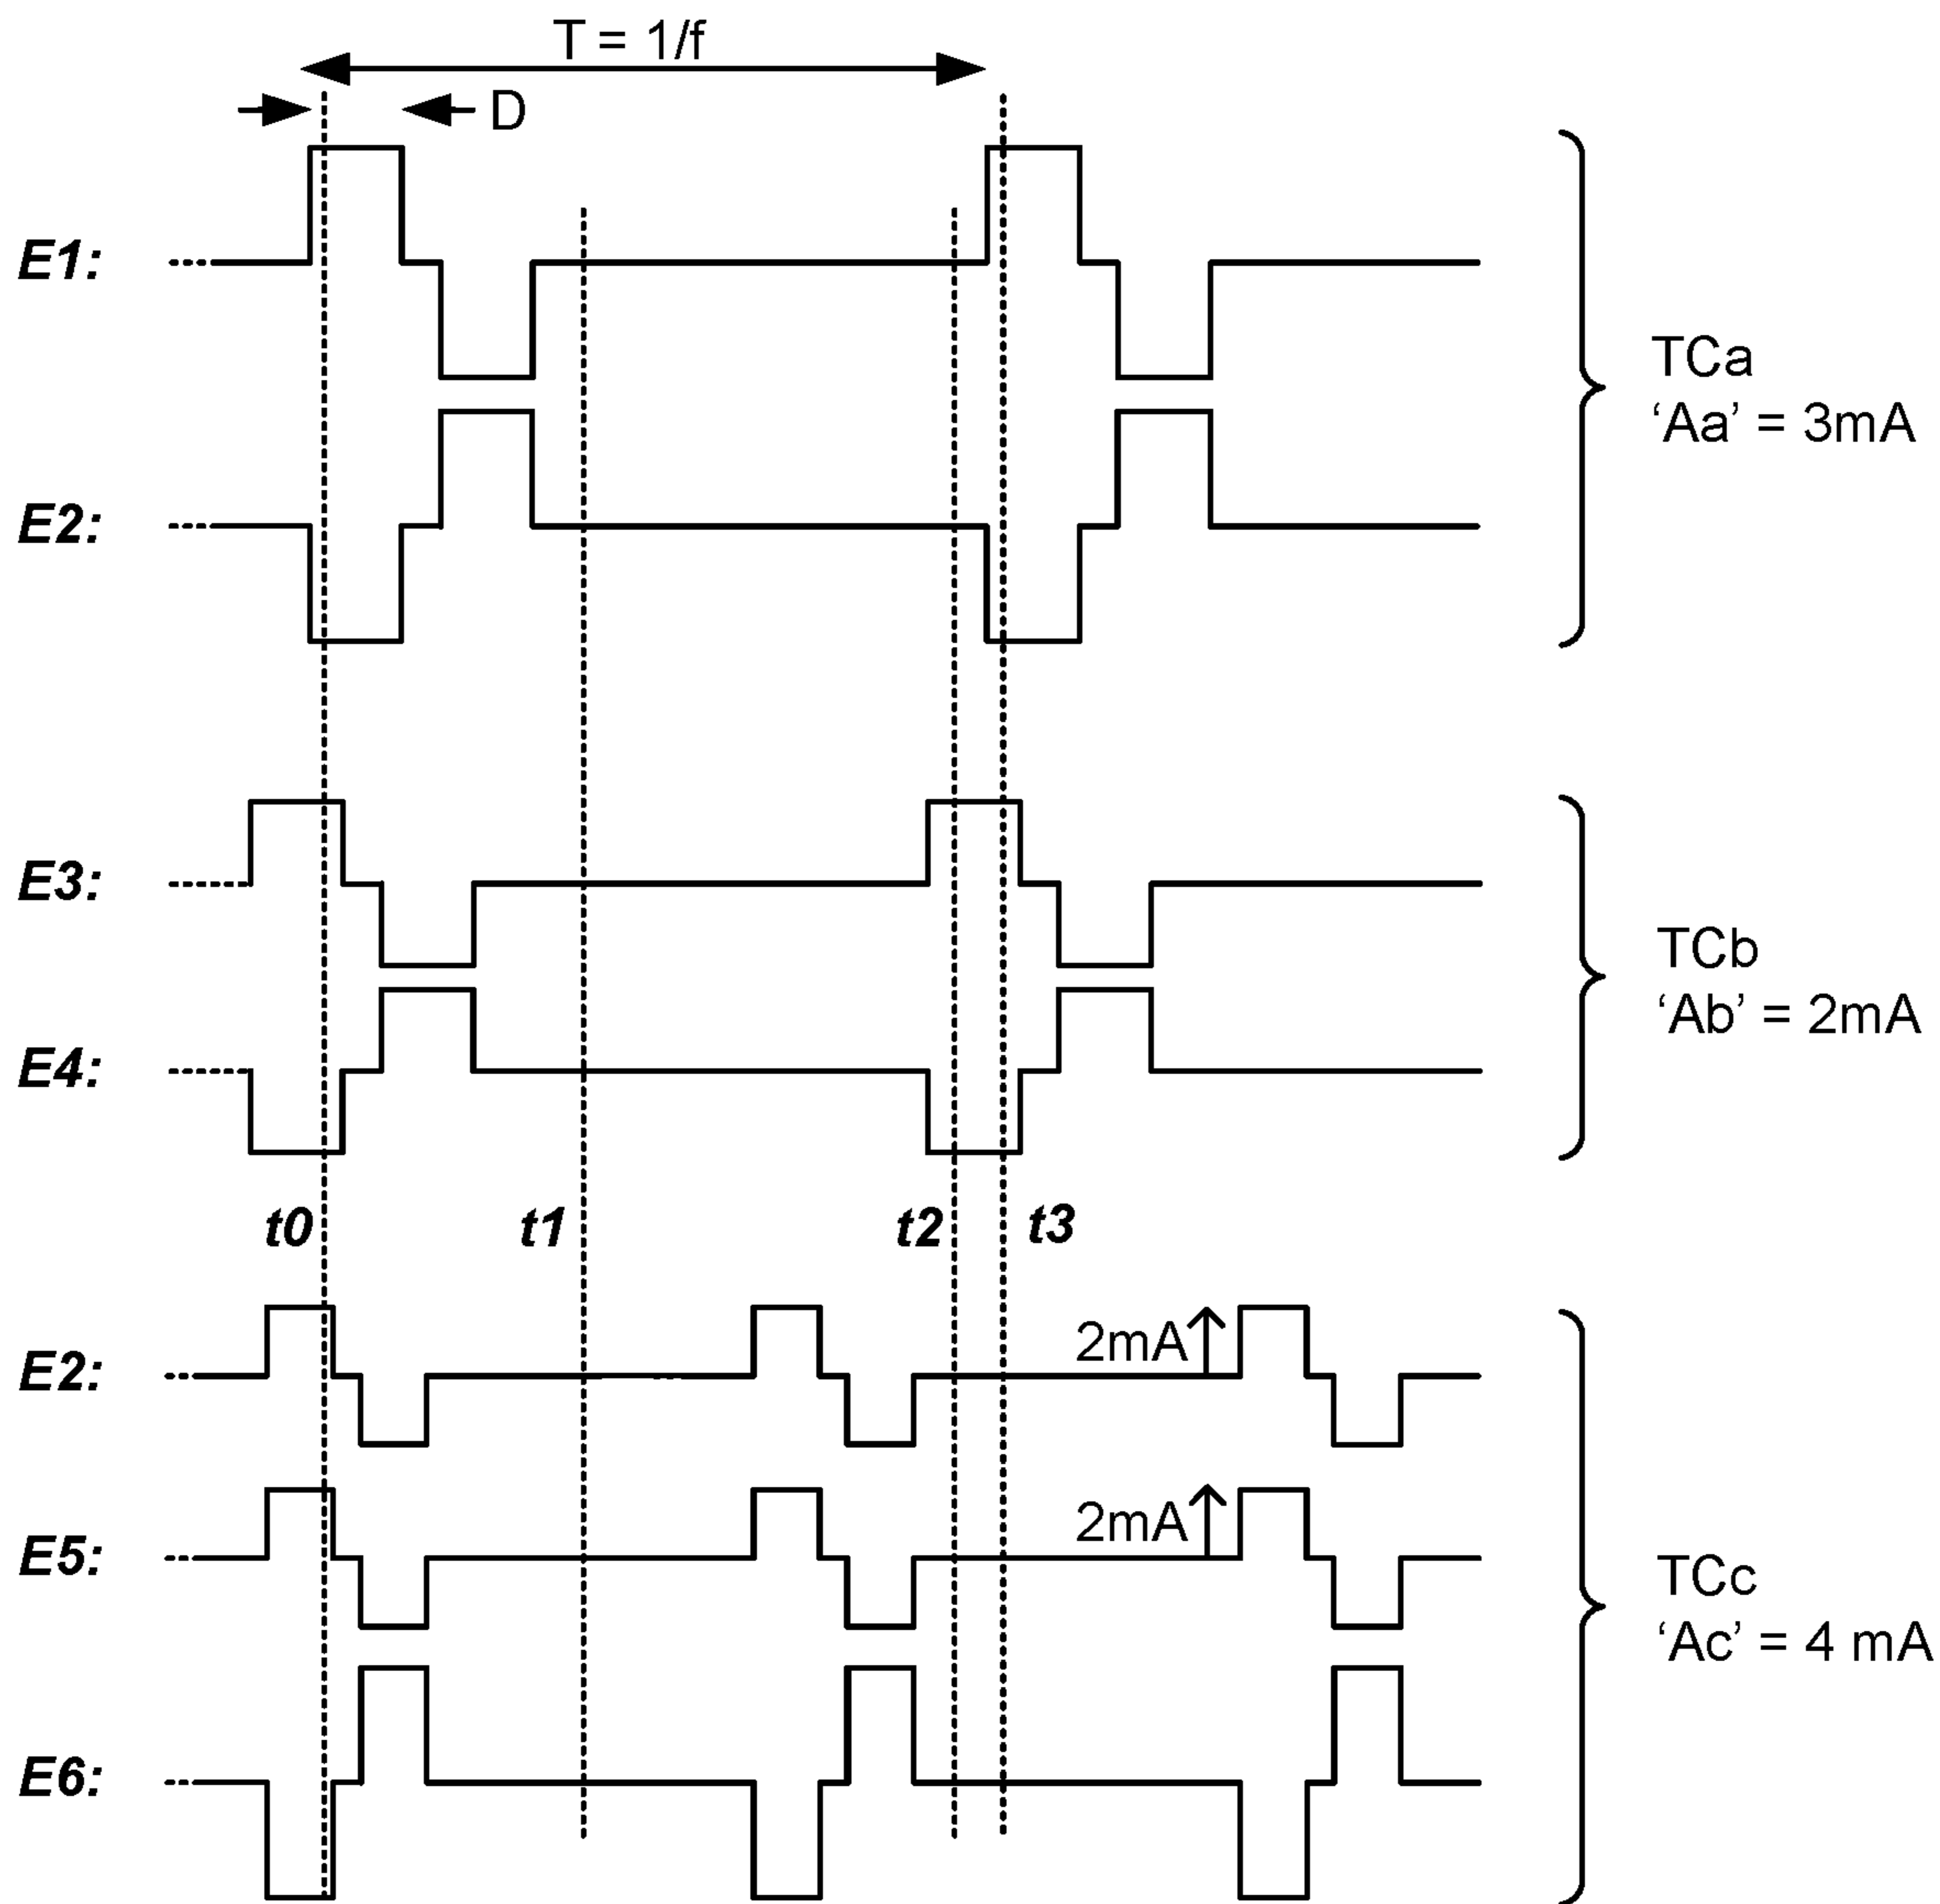 T = 1/f
D
E1:
TCa
‘Aa’ = 3mA
E2:
E3:
TCb
‘Ab’ = 2mA
E4:
t0
t1
t2
t3
2mA
E2:
2mA
E5:
TCc
‘Ac’ = 4 mA
E6: